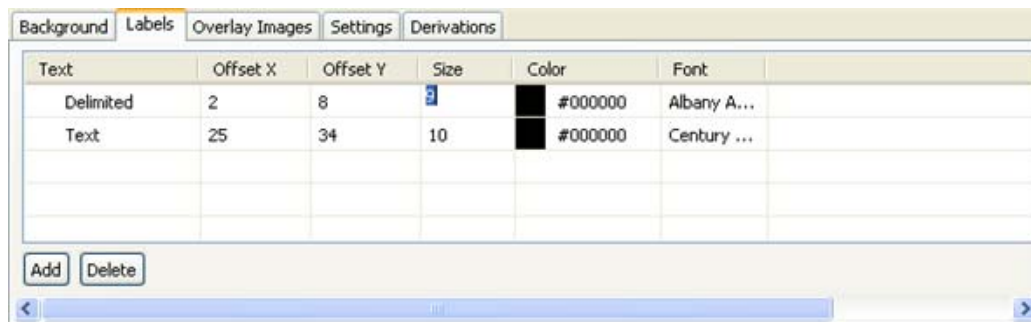 Background Labels Overlay Images Settings Derivations
Text Offset X Offset Y Size Color Font
Delimited 2 8 9 #000000 Albany A...
Text 25 34 10 #000000 Century ...
Add Delete